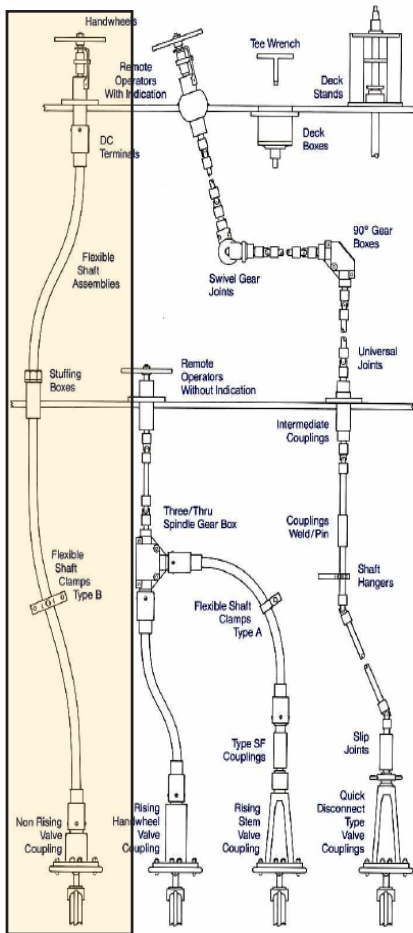 Handwheels
Remote
Operators
With Indication
Tee Wrench
Deck
Stands
DC
Terminals
Deck
Boxes
Flexible
Shaft
Assemblies
Swivel Gear
Joints
90° Gear
Boxes
Stuffing
Boxes
Remote
Operators
Without Indication
Universal
Joints
Intermediate
Couplings
Three/Thru
Spindle Gear Box
Couplings
Weld/Pin
Flexible
Shaft
Clamps
Type B
Flexible Shaft
Clamps
Type A
Shaft
Hangers
Type SF
Couplings
Slip
Joints
Non Rising
Valve
Coupling
Rising
Handwheel
Valve
Coupling
Rising
Stem
Valve
Coupling
Quick
Disconnect
Type
Valve
Couplings